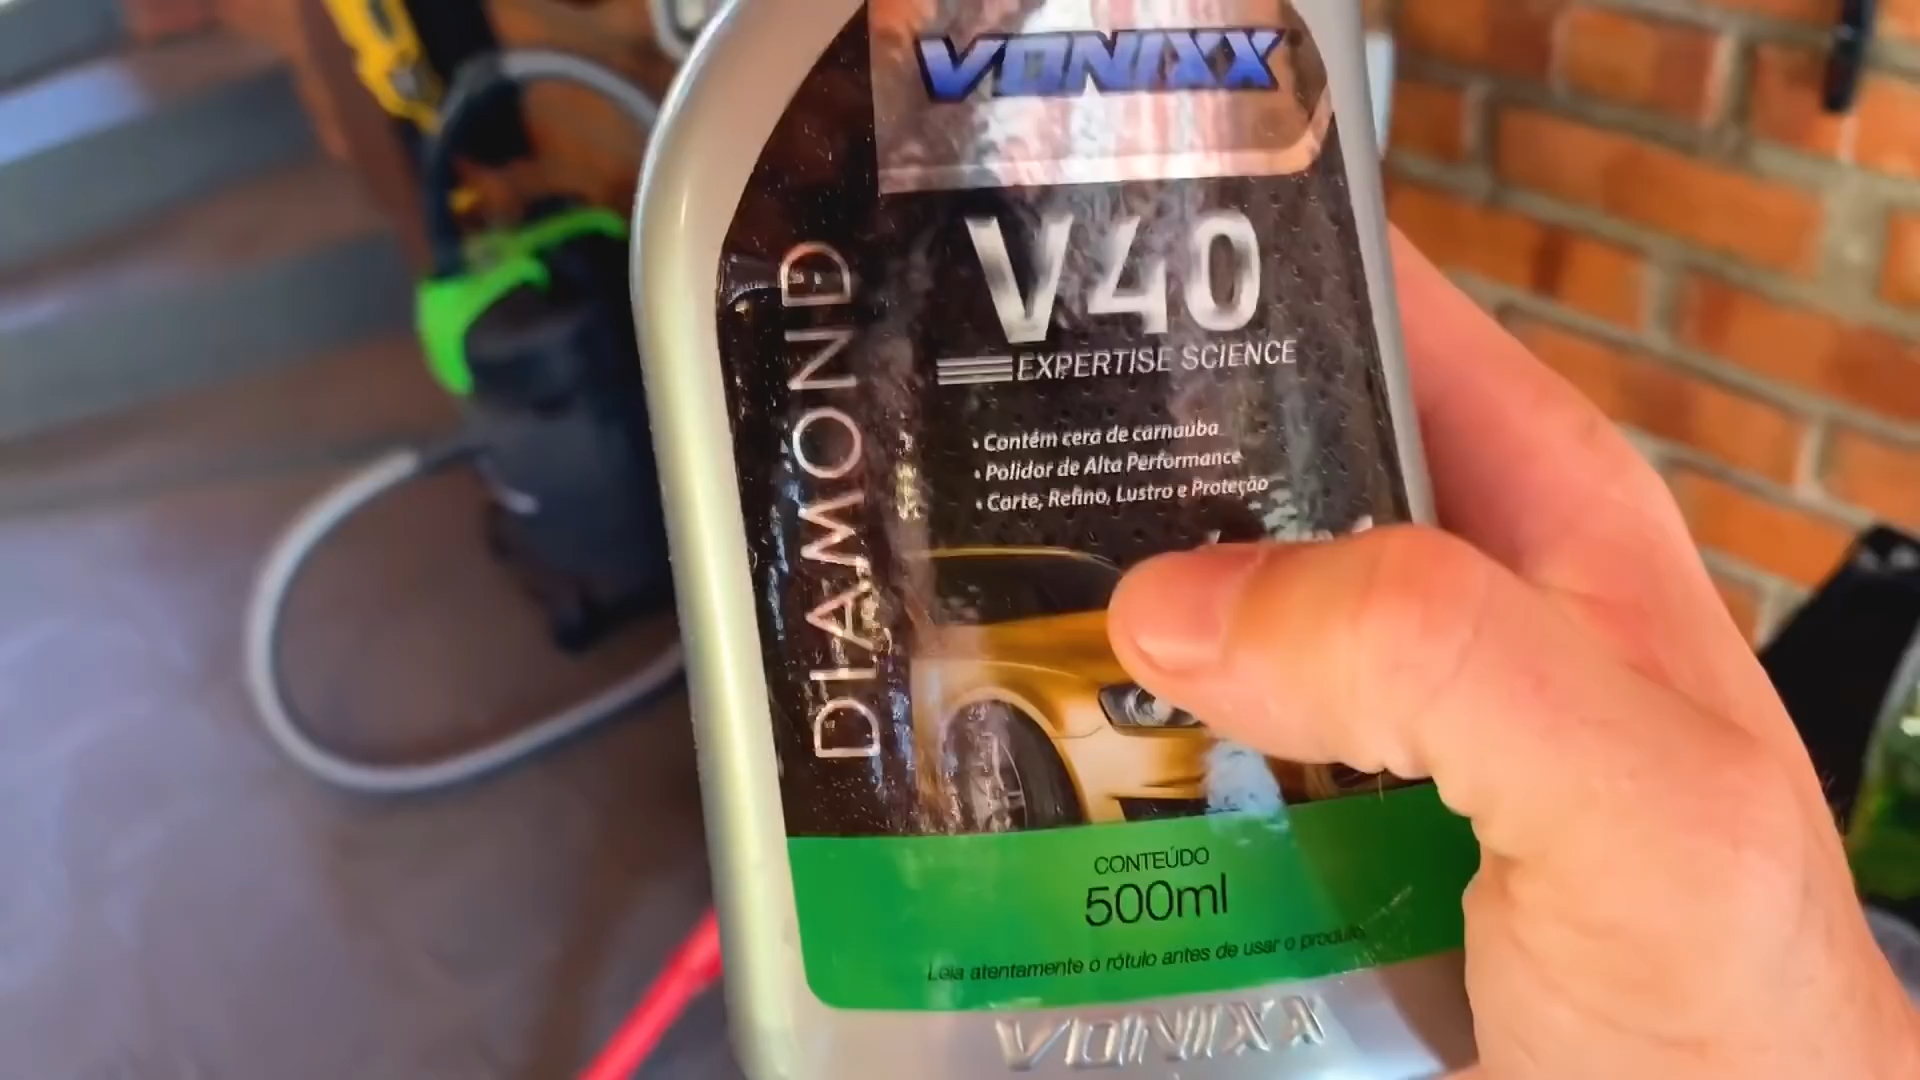 VONIXX
V40
EXPERTISE SCIENCE
DIAMOND
• Contém cera de carnaúba
• Polidor de Alta Performance
• Corte, Refino, Lustro e Proteção
CONTEÚDO
500ml
Leia atentamente o rótulo antes de usar o produto
VONIXX